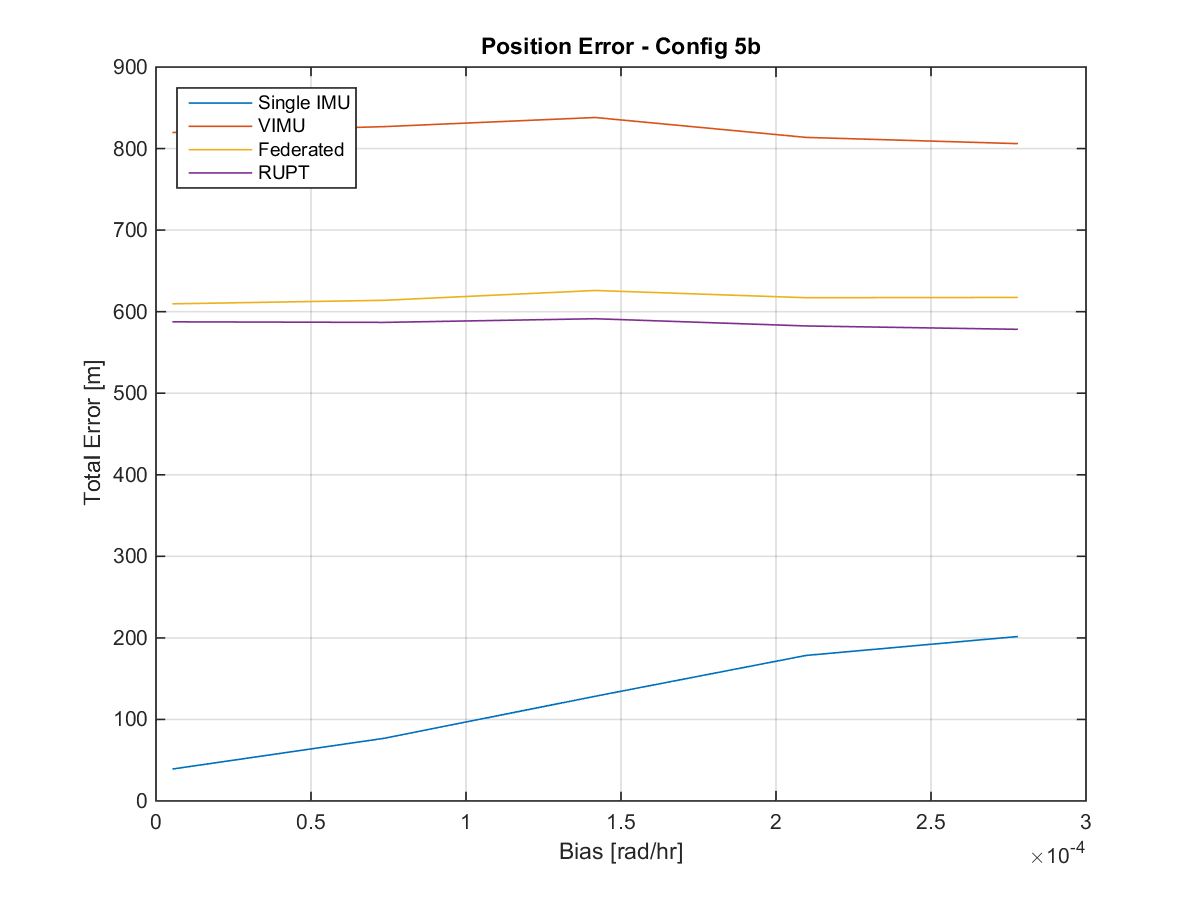 Position Error - Config 5b
900
800
700
600
500
400
300
200
100
0
Total Error [m]
Single IMU
VIMU
Federated
RUPT
0 0.5 1 1.5 2 2.5 3
Bias [rad/hr]
×10-4